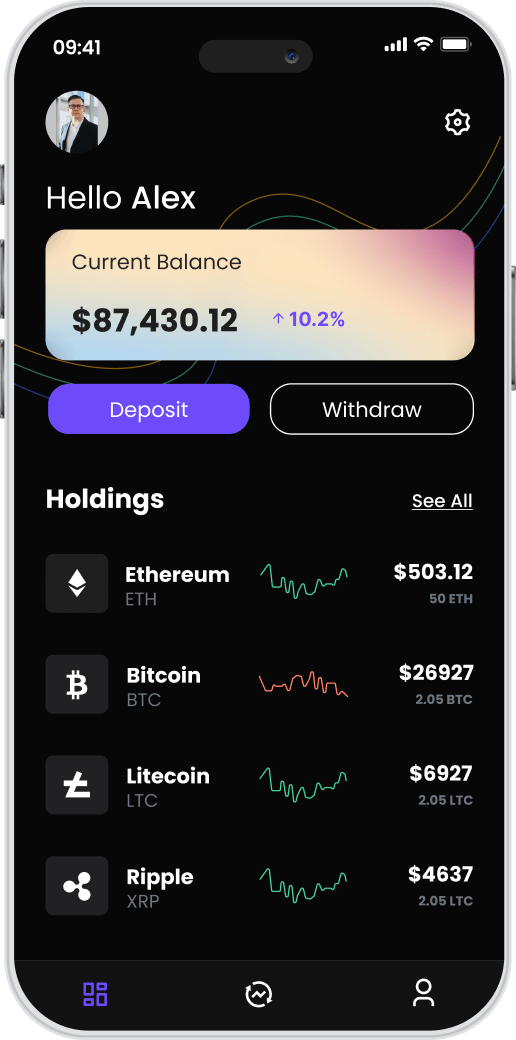 09:41
Hello Alex
Current Balance
$87,430.12 ↑ 10.2%
Deposit Withdraw
Holdings See All
Ethereum $503.12
ETH 50 ETH
Bitcoin $26927
BTC 2.05 BTC
Litecoin $6927
LTC 2.05 LTC
Ripple $4637
XRP 2.05 LTC